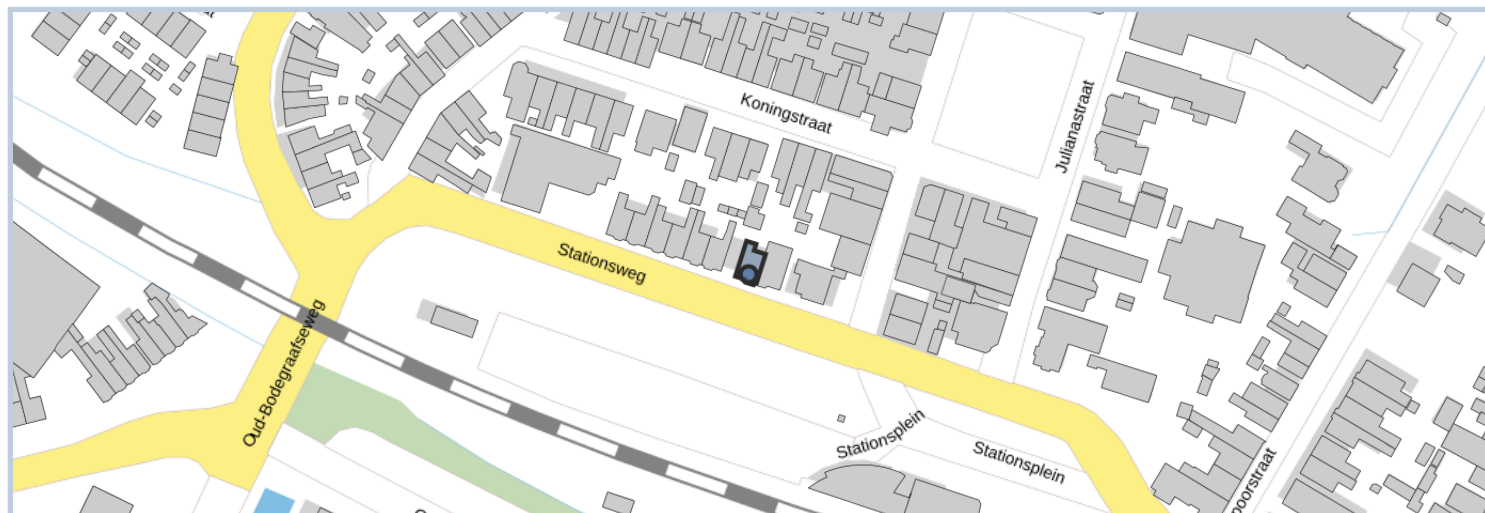 Koningstraat
Julianastraat
Stationsweg
Oud-Bodegraafseweg
Stationsplein
Stationsplein